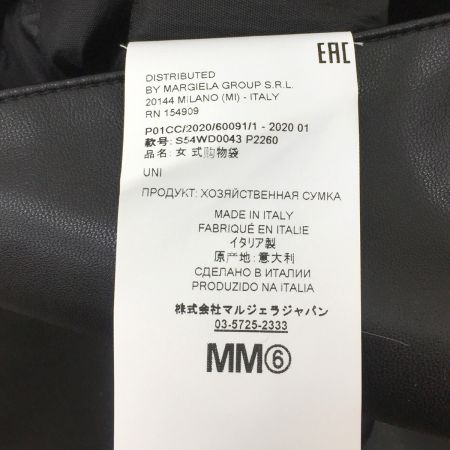 EAC
DISTRIBUTED
BY MARGIELA GROUP S.R.L.
20144 MILANO (MI) - ITALY
RN 154909
P01CC/2020/60091/1 - 2020 01
款号: S54WD0043 P2260
品名: 女 式购物袋
UNI
ПРОДУКТ: ХОЗЯЙСТВЕННАЯ СУМКА
MADE IN ITALY
FABRIQUÉ EN ITALIE
イタリア製
原产地: 意大利
СДЕЛАНО В ИТАЛИИ
PRODUZIDO NA ITALIA
株式会社 マルジェラジャパン
03-5725-2333
MM⑥